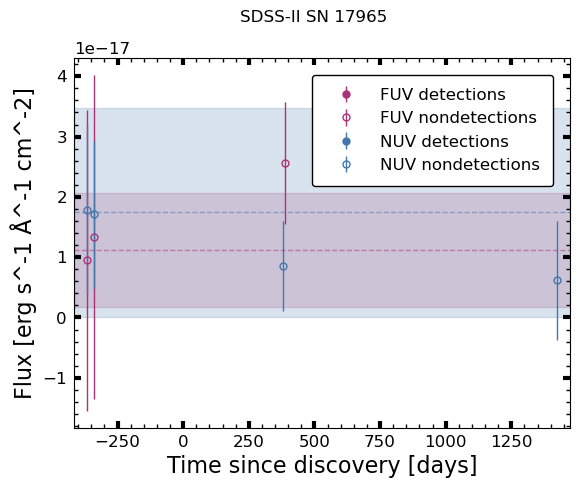 SDSS-II SN 17965
1e−17
4
3
2
1
0
−1
Flux [erg s^-1 Å^-1 cm^-2]
FUV detections
FUV nondetections
NUV detections
NUV nondetections
−250 0 250 500 750 1000 1250
Time since discovery [days]